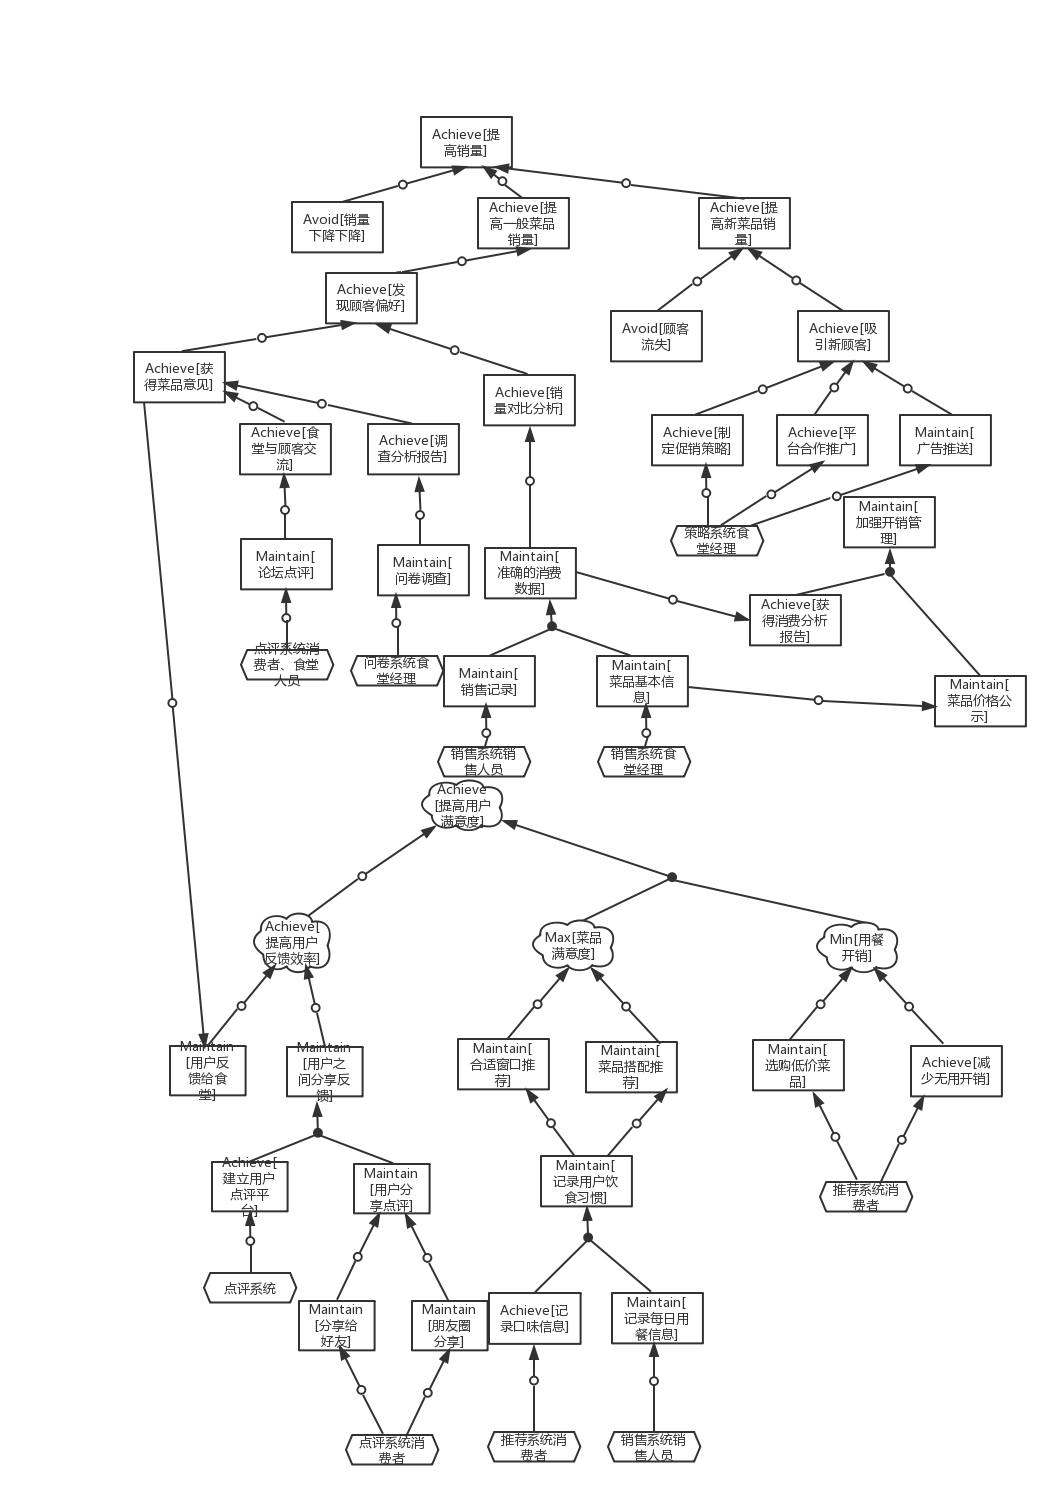 Achieve[提
高销量]
Avoid[销量
下降下降]
Achieve[提
高一般菜品
销量]
Achieve[提
高新菜品销
量]
Achieve[发
现顾客偏好]
Avoid[顾客
流失]
Achieve[吸
引新顾客]
Achieve[获
得菜品意见]
Achieve[销
量对比分析]
Achieve[食
堂与顾客交
流]
Achieve[调
查分析报告]
Achieve[制
定促销策略]
Achieve[平
台合作推广]
Maintain[
广告推送]
Maintain[
加强开销管
理]
策略系统食
堂经理
Maintain[
论坛点评]
Maintain[
问卷调查]
Maintain[
准确的消费
数据]
Achieve[获
得消费分析
报告]
点评系统消
费者、食堂
人员
问卷系统食
堂经理
Maintain[
销售记录]
Maintain[
菜品基本信
息]
Maintain[
菜品价格公
示]
销售系统销
售人员
销售系统食
堂经理
Achieve
[提高用户
满意度]
Achieve[
提高用户
反馈效率]
Max[菜品
满意度]
Min[用餐
开销]
Maintain
[用户反
馈给食
堂]
Maintain
[用户之
间分享反
馈]
Maintain[
合适窗口推
荐]
Maintain[
菜品搭配推
荐]
Maintain[
选购低价菜
品]
Achieve[减
少无用开销]
Achieve[
建立用户
点评平
台]
Maintain
[用户分
享点评]
Maintain[
记录用户饮
食习惯]
推荐系统消
费者
点评系统
Maintain
[分享给
好友]
Maintain
[朋友圈
分享]
Achieve[记
录口味信息]
Maintain[
记录每日用
餐信息]
点评系统消
费者
推荐系统消
费者
销售系统销
售人员